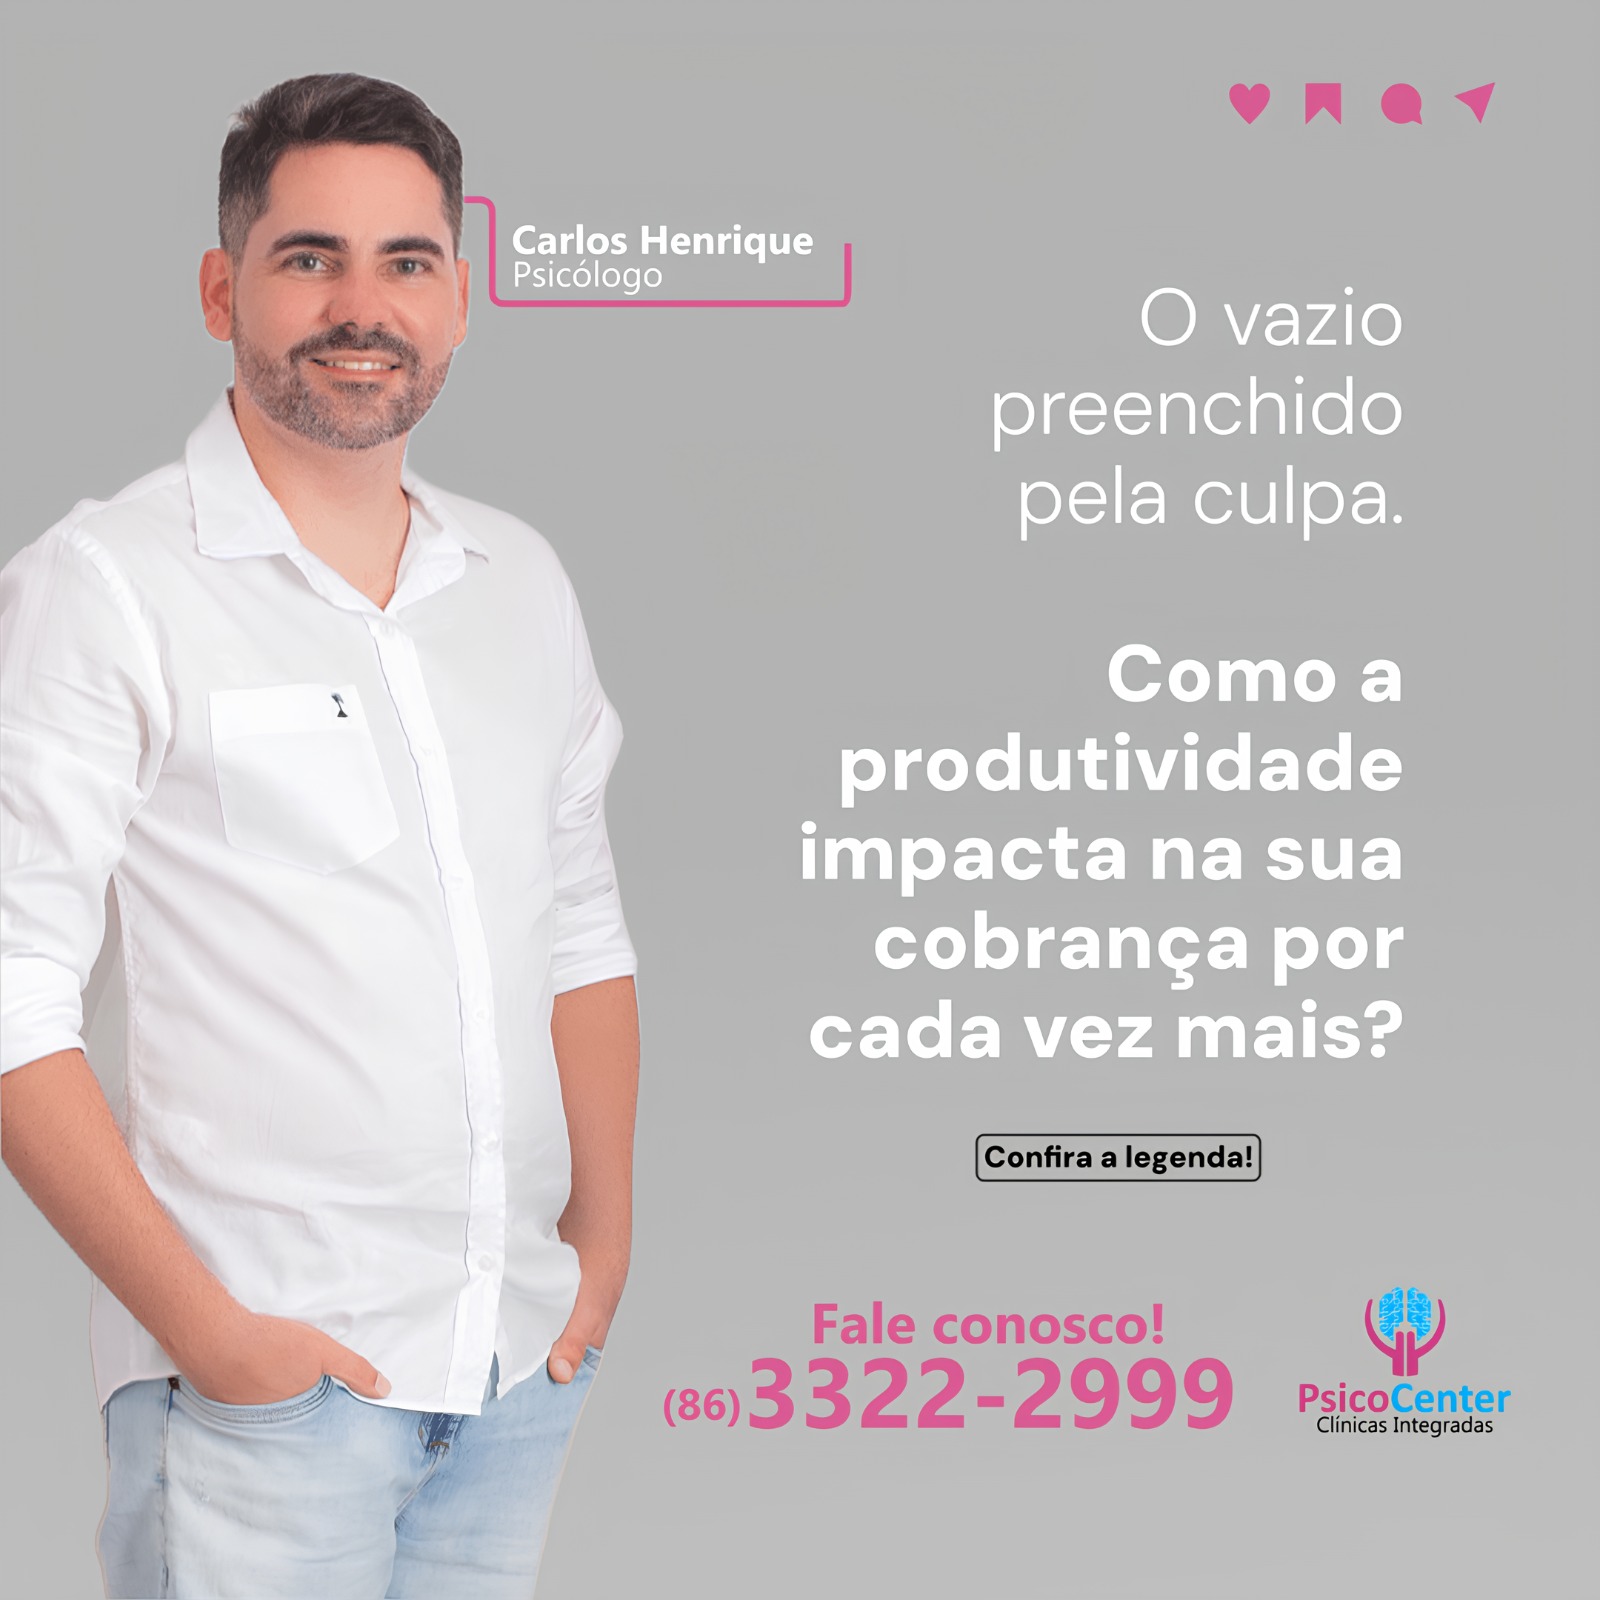 Carlos Henrique
Psicólogo
O vazio
preenchido
pela culpa.
Como a
produtividade
impacta na sua
cobrança por
cada vez mais?
Confira a legenda!
Fale conosco!
(86)3322-2999
PsicoCenter
Clínicas Integradas